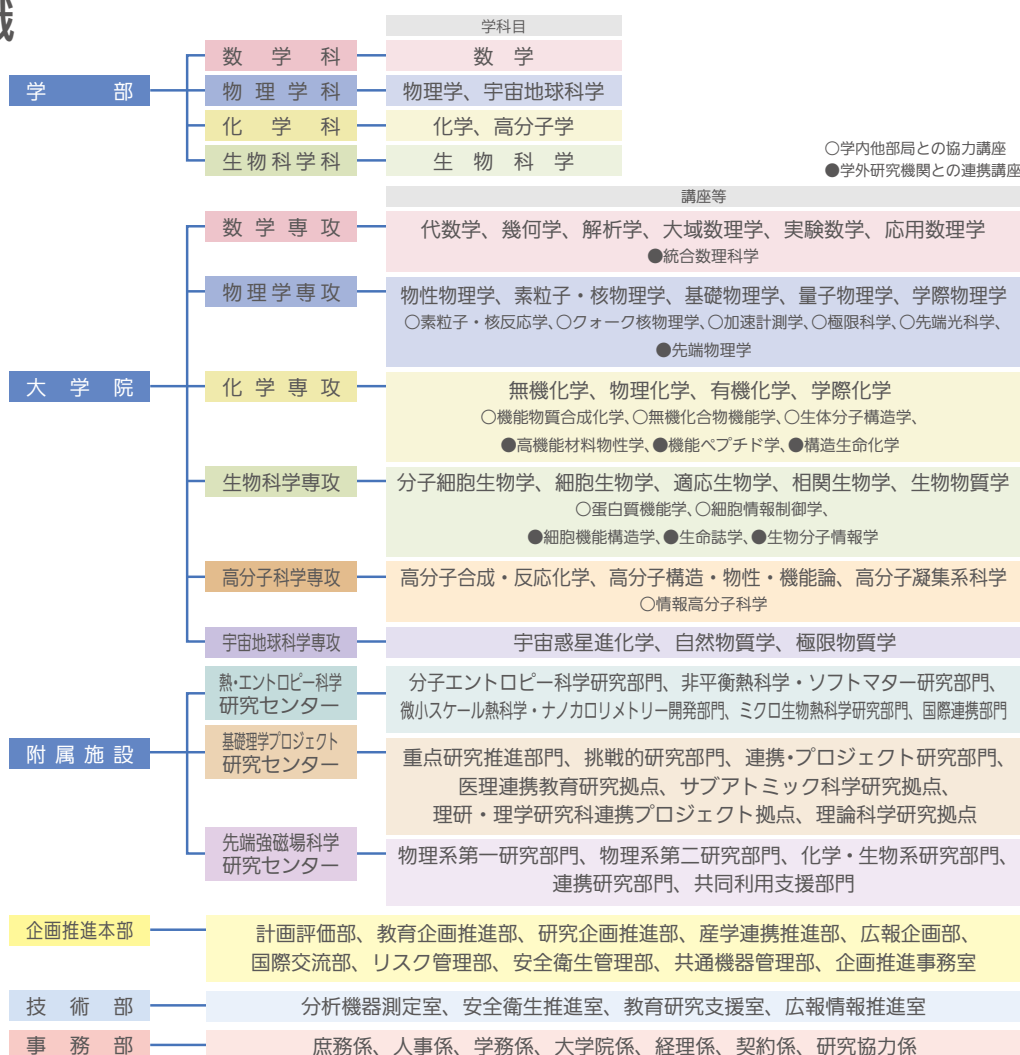 学科目
数学科
数学
学部
物理学科
物理学、宇宙地球科学
化学科
化学、高分子学
生物科学科
生物科学
○学内他部局との協力講座
●学外研究機関との連携講座
講座等
数学専攻
代数学、幾何学、解析学、大域数理学、実験数学、応用数理学
●統合数理科学
物理学専攻
物性物理学、素粒子・核物理学、基礎物理学、量子物理学、学際物理学
○素粒子・核反応学、○クォーク核物理学、○加速計測学、○極限科学、○先端光科学、
●先端物理学
大学院
化学専攻
無機化学、物理化学、有機化学、学際化学
○機能物質合成化学、○無機化合物機能学、○生体分子構造学、
●高機能材料物性学、●機能ペプチド学、●構造生命化学
生物科学専攻
分子細胞生物学、細胞生物学、適応生物学、相関生物学、生物物質学
○蛋白質機能学、○細胞情報制御学、
●細胞機能構造学、●生命誌学、●生物分子情報学
高分子科学専攻
高分子合成・反応化学、高分子構造・物性・機能論、高分子凝集系科学
○情報高分子科学
宇宙地球科学専攻
宇宙惑星進化学、自然物質学、極限物質学
熱・エントロピー科学
研究センター
分子エントロピー科学研究部門、非平衡熱科学・ソフトマター研究部門、
微小スケール熱科学・ナノカロリメトリー開発部門、ミクロ生物熱科学研究部門、国際連携部門
附属施設
基礎理学プロジェクト
研究センター
重点研究推進部門、挑戦的研究部門、連携・プロジェクト研究部門、
医理連携教育研究拠点、サブアトミック科学研究拠点、
理研・理学研究科連携プロジェクト拠点、理論科学研究拠点
先端強磁場科学
研究センター
物理系第一研究部門、物理系第二研究部門、化学・生物系研究部門、
連携研究部門、共同利用支援部門
企画推進本部
計画評価部、教育企画推進部、研究企画推進部、産学連携推進部、広報企画部、
国際交流部、リスク管理部、安全衛生管理部、共通機器管理部、企画推進事務室
技術部
分析機器測定室、安全衛生推進室、教育研究支援室、広報情報推進室
事務部
庶務係、人事係、学務係、大学院係、経理係、契約係、研究協力係